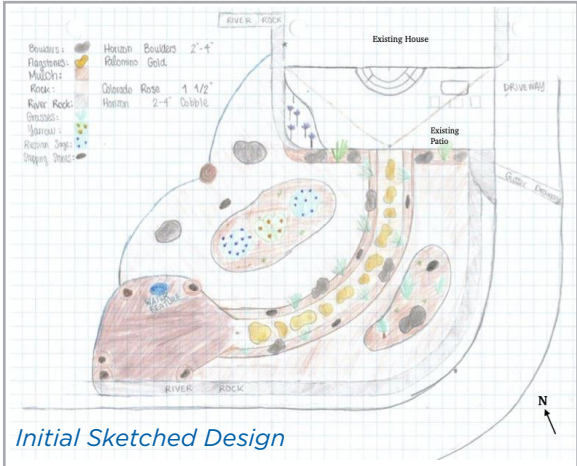 RIVER ROCK
Existing House
Boulders: Horizon Boulders 2'-4'
Flagstones: Palomino Gold
Mulch:
Rock: Colorado Rose 1 1/2"
River Rock: Horizon 2-4" Cobble
Grasses:
Yarrow:
Russian Sage:
Stepping Stones:
DRIVEWAY
Existing
Patio
WATER
FEATURE
RIVER ROCK
N
Initial Sketched Design